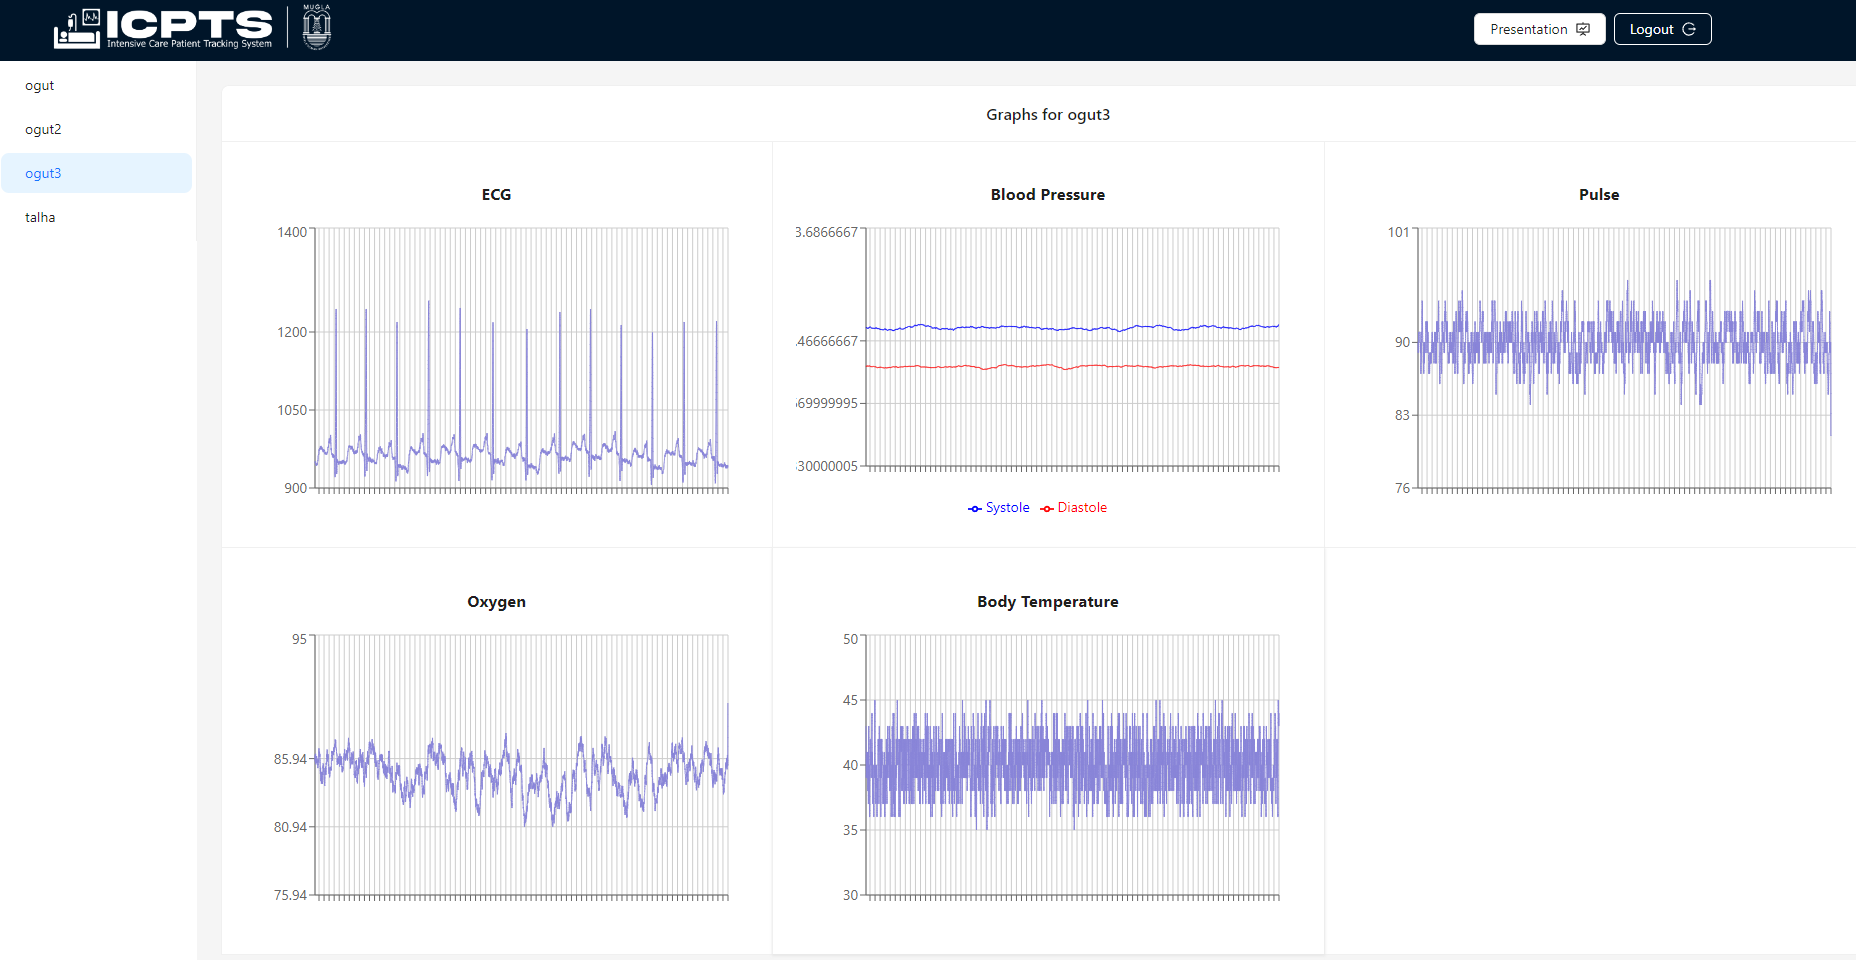 ICPTS
Intensive Care Patient Tracking System
MUGLA
Presentation
Logout
ogut
ogut2
ogut3
talha
Graphs for ogut3
ECG
1400
1200
1050
900
Blood Pressure
3.6866667
.46666667
69999995
30000005
Systole
Diastole
Pulse
101
90
83
76
Oxygen
95
85.94
80.94
75.94
Body Temperature
50
45
40
35
30